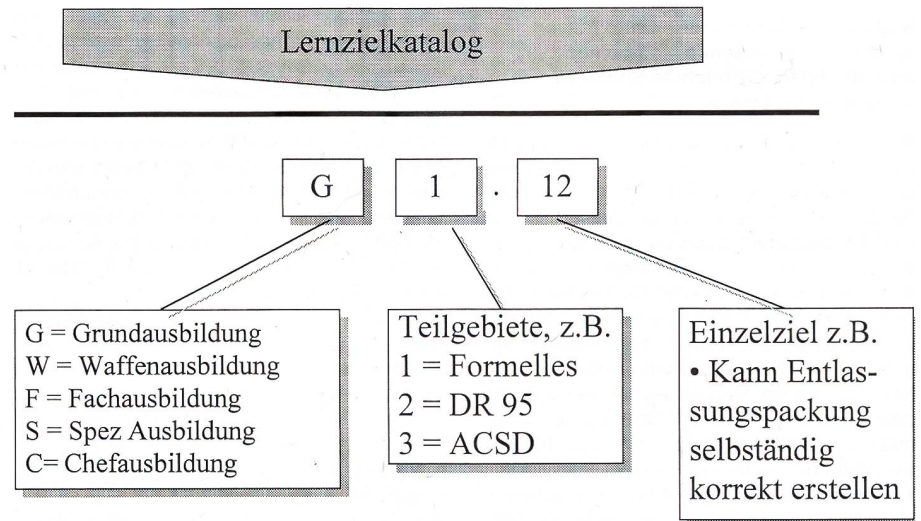 Lernzielkatalog
G 1 . 12
G = Grundausbildung
W = Waffenausbildung
F = Fachausbildung
S = Spez Ausbildung
C= Chefausbildung
Teilgebiete, z.B.
1 = Formelles
2 = DR 95
3 = ACSD
Einzelziel z.B.
• Kann Entlas-
sungspackung
selbständig
korrekt erstellen